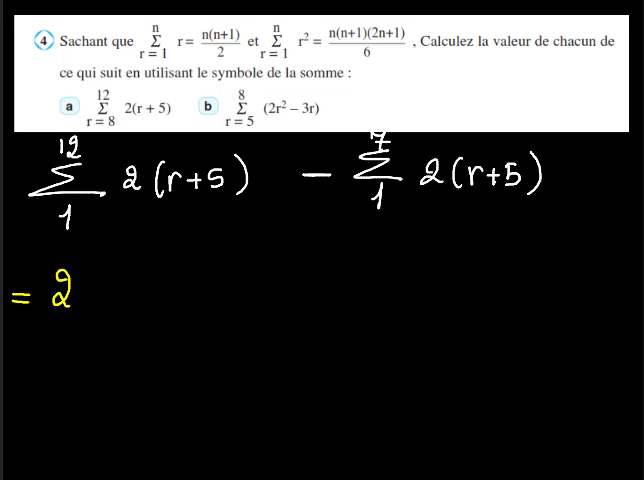 4 Sachant que n Σ r = 1 r = n(n+1) / 2 et n Σ r = 1 r² = n(n+1)(2n+1) / 6 , Calculez la valeur de chacun de
ce qui suit en utilisant le symbole de la somme :
a 12 Σ r = 8 2(r + 5) b 8 Σ r = 5 (2r² – 3r)
12 Σ 1 2(r+5) – 7 Σ 1 2(r+5)
= 2